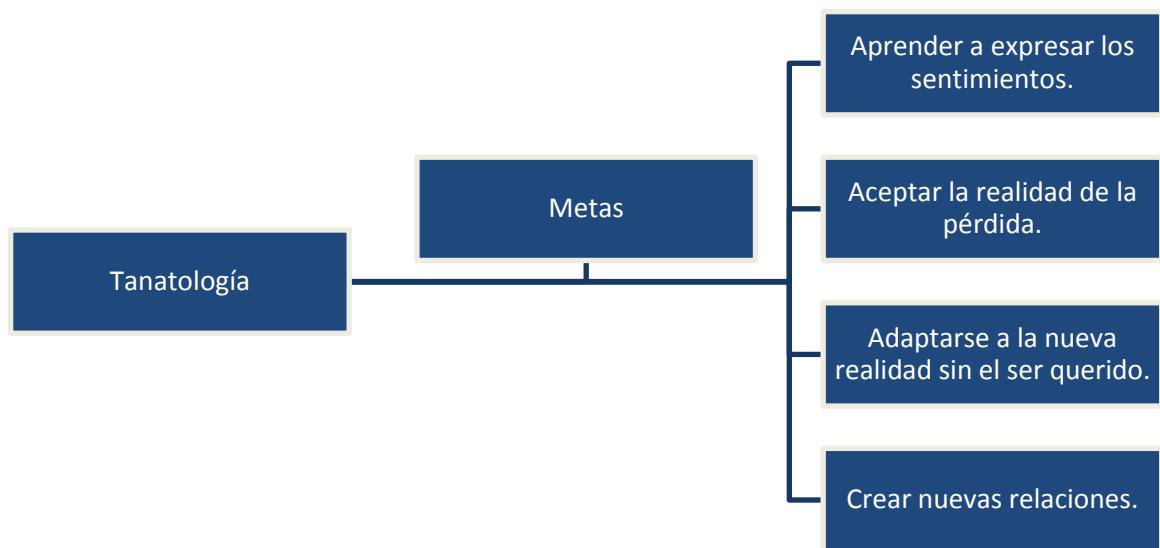 Tanatología
Metas
Aprender a expresar los
sentimientos.
Aceptar la realidad de la
pérdida.
Adaptarse a la nueva
realidad sin el ser querido.
Crear nuevas relaciones.